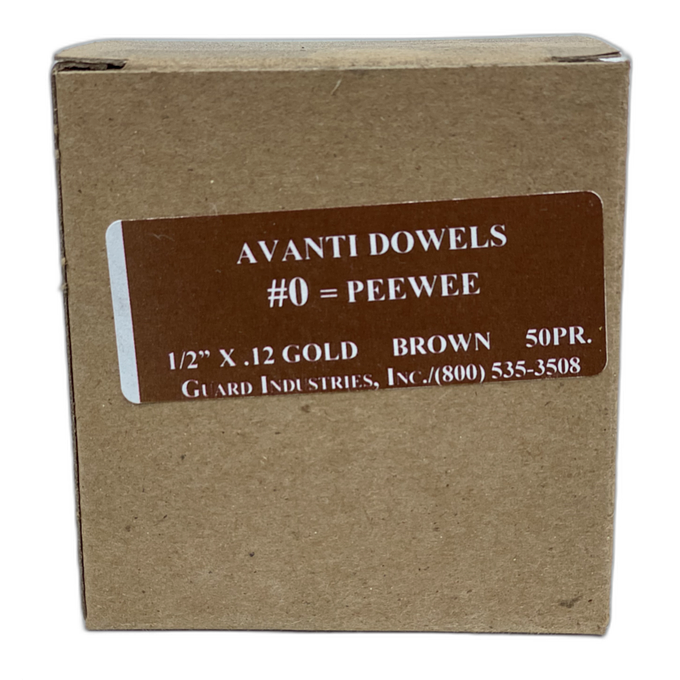 AVANTI DOWELS
#0 = PEEWEE
1/2” X .12 GOLD BROWN 50PR.
GUARD INDUSTRIES, INC./(800) 535-3508